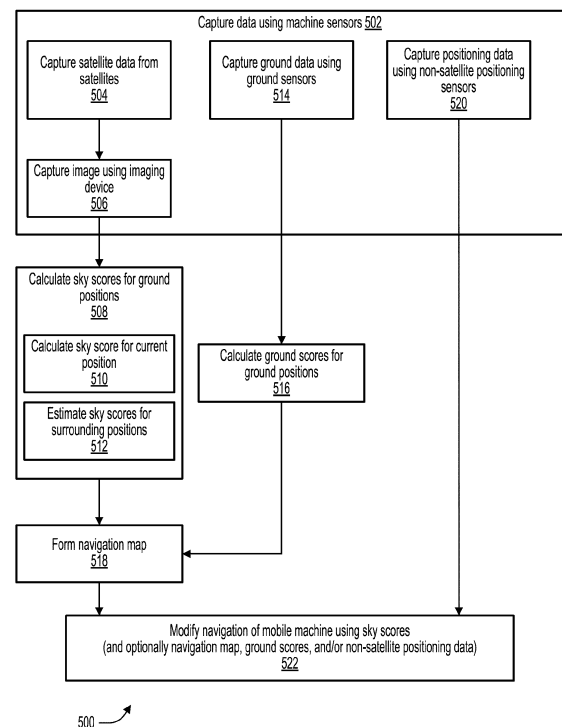 Capture data using machine sensors 502
Capture satellite data from
satellites
504
Capture ground data using
ground sensors
514
Capture positioning data
using non-satellite positioning
sensors
520
Capture image using imaging
device
506
Calculate sky scores for ground
positions
508
Calculate sky score for current
position
510
Estimate sky scores for
surrounding positions
512
Calculate ground scores for
ground positions
516
Form navigation map
518
Modify navigation of mobile machine using sky scores
(and optionally navigation map, ground scores, and/or non-satellite positioning data)
522
500